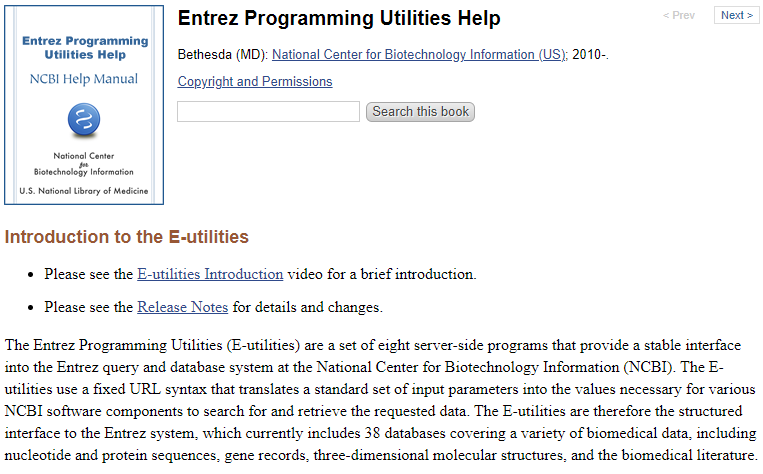 Entrez Programming
Utilities Help
NCBI Help Manual
National Center
for
Biotechnology Information
U.S. National Library of Medicine
Entrez Programming Utilities Help
< Prev
Next >
Bethesda (MD): National Center for Biotechnology Information (US); 2010-.
Copyright and Permissions
Search this book
Introduction to the E-utilities
• Please see the E-utilities Introduction video for a brief introduction.
• Please see the Release Notes for details and changes.
The Entrez Programming Utilities (E-utilities) are a set of eight server-side programs that provide a stable interface
into the Entrez query and database system at the National Center for Biotechnology Information (NCBI). The E-
utilities use a fixed URL syntax that translates a standard set of input parameters into the values necessary for various
NCBI software components to search for and retrieve the requested data. The E-utilities are therefore the structured
interface to the Entrez system, which currently includes 38 databases covering a variety of biomedical data, including
nucleotide and protein sequences, gene records, three-dimensional molecular structures, and the biomedical literature.